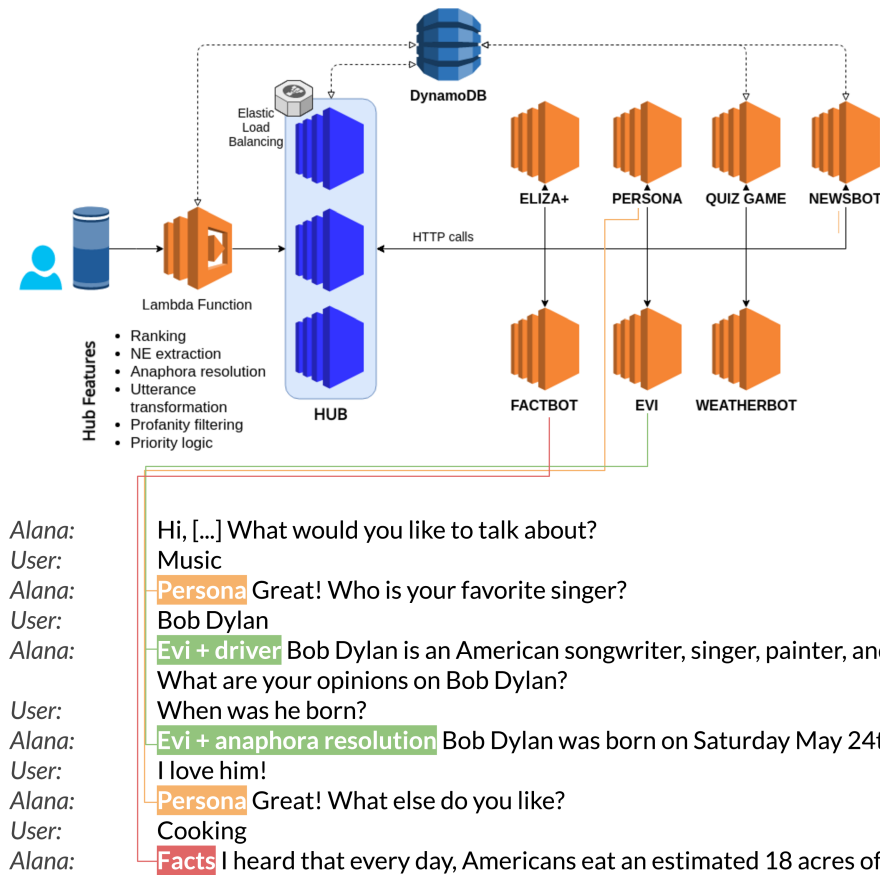 DynamoDB
Elastic
Load
Balancing
ELIZA+ PERSONA QUIZ GAME NEWSBOT
HTTP calls
Lambda Function
Hub Features
• Ranking
• NE extraction
• Anaphora resolution
• Utterance
transformation
• Profanity filtering
• Priority logic
HUB
FACTBOT EVI WEATHERBOT
Alana: Hi, [...] What would you like to talk about?
User: Music
Alana: Persona Great! Who is your favorite singer?
User: Bob Dylan
Alana: Evi + driver Bob Dylan is an American songwriter, singer, painter, and
What are your opinions on Bob Dylan?
User: When was he born?
Alana: Evi + anaphora resolution Bob Dylan was born on Saturday May 24t
User: I love him!
Alana: Persona Great! What else do you like?
User: Cooking
Alana: Facts I heard that every day, Americans eat an estimated 18 acres of